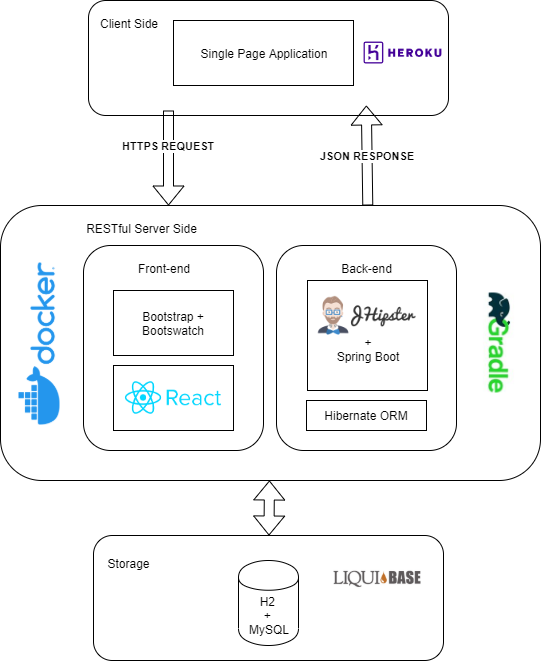 Client Side
Single Page Application
HEROKU
HTTPS REQUEST
JSON RESPONSE
RESTful Server Side
docker
Front-end
Bootstrap +
Bootswatch
React
Back-end
JHipster
+
Spring Boot
Hibernate ORM
Gradle
Storage
H2
+
MySQL
LIQUIBASE